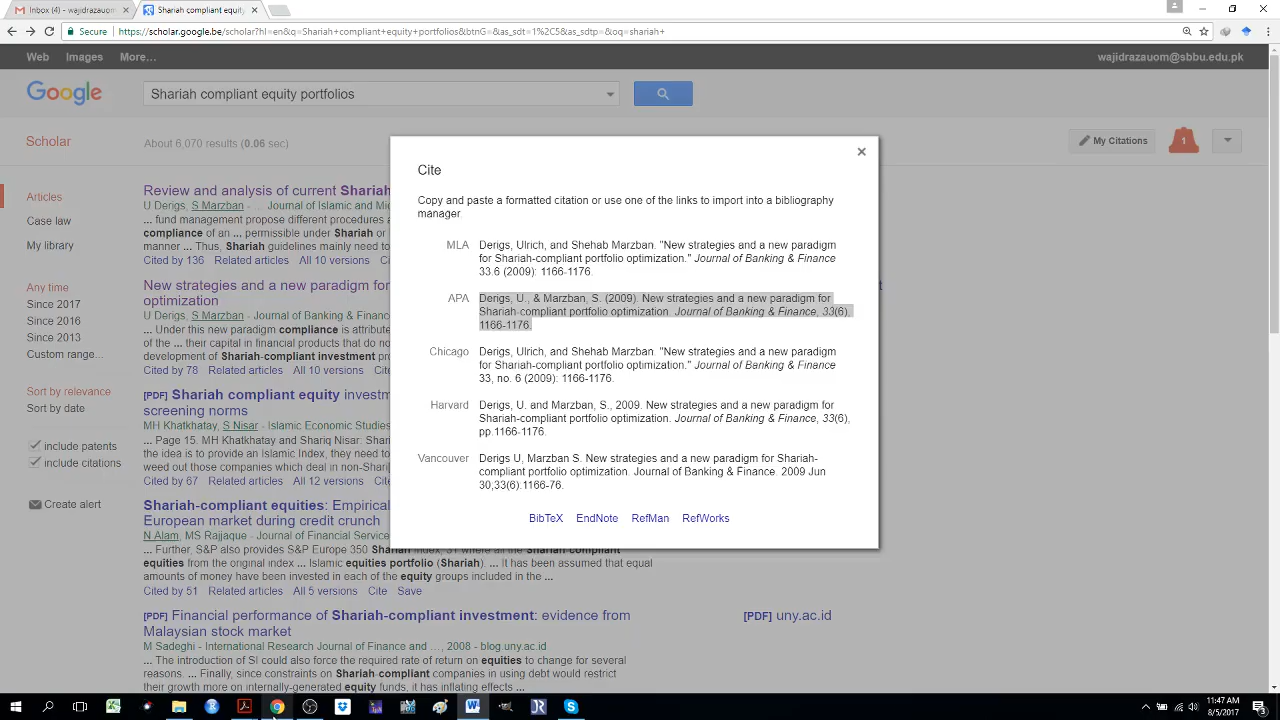 Inbox (4) - wajidrazauom
Shariah compliant equity
Secure
https://scholar.google.be/scholar?hl=en&q=Shariah+compliant+equity+portfolios&btnG=&as_sdt=1%2C5&as_sdtp=&oq=shariah+
Web Images More...
wajidrazauom@sbbu.edu.pk
Google
Shariah compliant equity portfolios
Scholar
About 6,070 results (0.06 sec)
My Citations
1
Articles
Case law
My library
Any time
Since 2017
Since 2016
Since 2013
Custom range...
Sort by relevance
Sort by date
include patents
include citations
Create alert
Review and analysis of current Shariah
U Derigs, S Marzban - ... Journal of Islamic and Mi
... fund management propose different procedures a
compliance of an ... permissible under Shariah or
manner ... Thus, Shariah guidelines mainly need to
Cited by 136 Related articles All 10 versions
New strategies and a new paradigm for
optimization
U Derigs, S Marzban - Journal of Banking &
... Under this new paradigm compliance is attribute
... the ... their capital in financial products that do no
development of Shariah compliant investment pro
Cited by 78 Related articles All 10 versions
[PDF] Shariah compliant equity investm
screening norms
MH Khatkhatay, S Nisar - Islamic Economic Studies
... Page 15. MH Khatkhatay and Shariq Nisar: Shar
the idea is to provide an Islamic Index, they need to
weed out those companies which deal in non-Shari
Cited by 67 Related articles All 12 versions
Shariah-compliant equities: Empirical
European market during credit crunch
N Alam, MS Rajjaque - Journal of Financial Services
... Further, S&P also provides S&P Europe 350 Shariah Index, 51 where all the Shariah-compliant
equities from the original index ... Islamic equities portfolio (Shariah). ... It has been assumed that equal
amounts of money have been invested in each of the equity groups included in the ...
Cited by 51 Related articles All 5 versions Cite Save
[PDF] Financial performance of Shariah-compliant investment: evidence from
Malaysian stock market
[PDF] uny.ac.id
M Sadeghi - International Research Journal of Finance and ..., 2008 - blog.uny.ac.id
... The introduction of SI could also force the required rate of return on equities to change for several
reasons. ... Finally, since constraints on Shariah-compliant companies in using debt would restrict
their growth more on internally-generated equity funds, it has inflating effects ...
Cite
Copy and paste a formatted citation or use one of the links to import into a bibliography
manager
MLA
Derigs, Ulrich, and Shehab Marzban. "New strategies and a new paradigm
for Shariah-compliant portfolio optimization." Journal of Banking & Finance
33.6 (2009): 1166-1176.
APA
Derigs, U., & Marzban, S. (2009). New strategies and a new paradigm for
Shariah-compliant portfolio optimization. Journal of Banking & Finance, 33(6),
1166-1176.
Chicago
Derigs, Ulrich, and Shehab Marzban. "New strategies and a new paradigm
for Shariah-compliant portfolio optimization." Journal of Banking & Finance
33, no. 6 (2009): 1166-1176.
Harvard
Derigs, U. and Marzban, S., 2009. New strategies and a new paradigm for
Shariah-compliant portfolio optimization. Journal of Banking & Finance, 33(6),
pp.1166-1176.
Vancouver
Derigs U, Marzban S. New strategies and a new paradigm for Shariah-
compliant portfolio optimization. Journal of Banking & Finance. 2009 Jun
30;33(6):1166-76.
BibTeX EndNote RefMan RefWorks
11:47 AM
8/5/2017